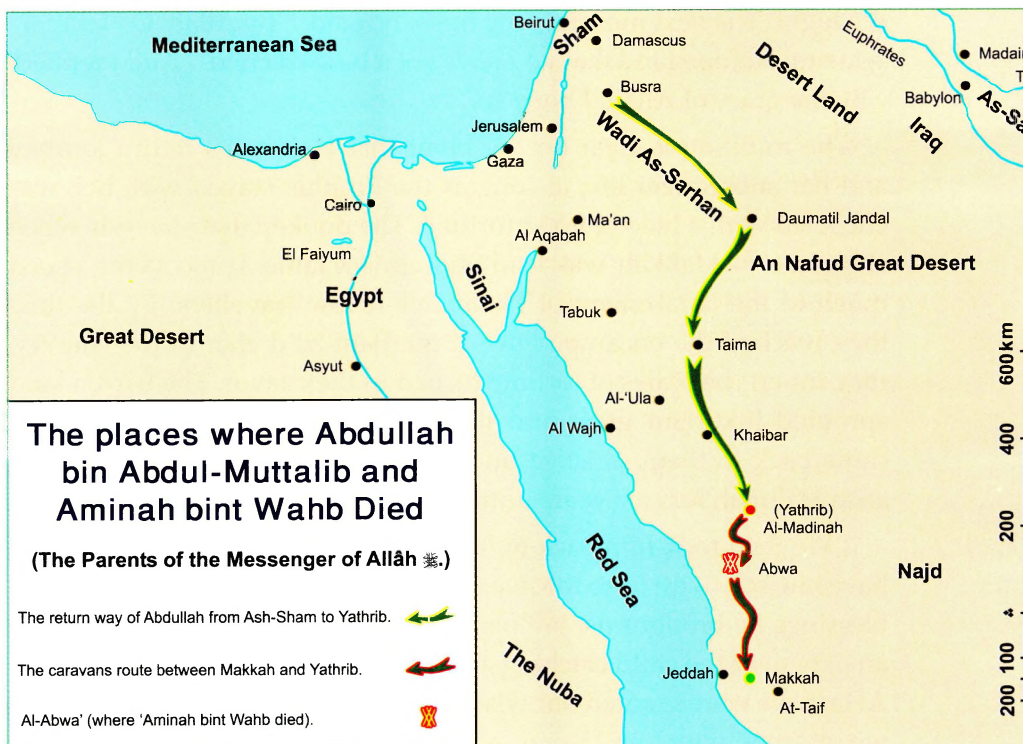 Beirut
Sham
Damascus
Mediterranean Sea
Desert Land
Euphrates
Busra
Babylon
Iraq
Jerusalem
Wadi As-Sarhan
Gaza
Alexandria
Cairo
Ma'an
Daumatil Jandal
Al Aqabah
El Faiyum
An Nafud Great Desert
Sinai
Egypt
Tabuk
Great Desert
Taima
600km
Asyut
Al-‘Ula
Al Wajh
Khaibar
400
(Yathrib)
Al-Madinah
200
Red Sea
Abwa
Najd
The Nuba
Jeddah
Makkah
At-Taif
100
200
The places where Abdullah
bin Abdul-Muttalib and
Aminah bint Wahb Died
(The Parents of the Messenger of Allâh ﷺ.)
The return way of Abdullah from Ash-Sham to Yathrib.
The caravans route between Makkah and Yathrib.
Al-Abwa’ (where ‘Aminah bint Wahb died).